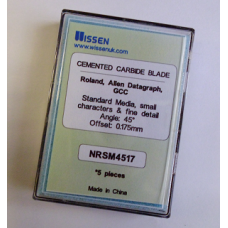 WISSEN
www.wissenuk.com
CEMENTED CARBIDE BLADE
Roland, Allen Datagraph,
GCC
Standard Media, small
characters & fine detail
Angle: 45°
Offset: 0.175mm
NRSM4517
*5 pieces
Made in China